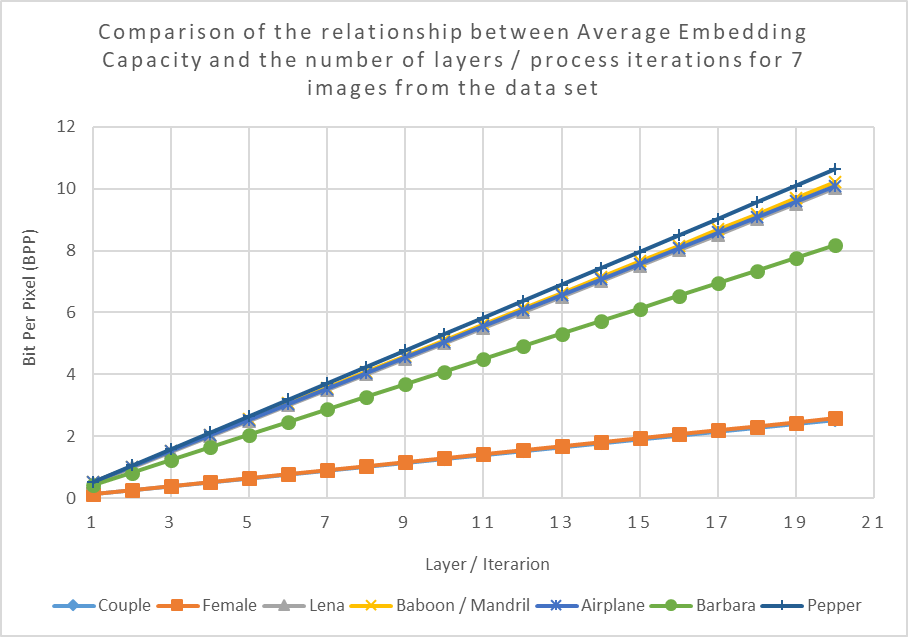 Comparison of the relationship between Average Embedding
Capacity and the number of layers / process iterations for 7
images from the data set
12
10
8
6
4
2
0
Bit Per Pixel (BPP)
1 3 5 7 9 11 13 15 17 19 21
Layer / Iterarion
Couple Female Lena Baboon / Mandril Airplane Barbara Pepper